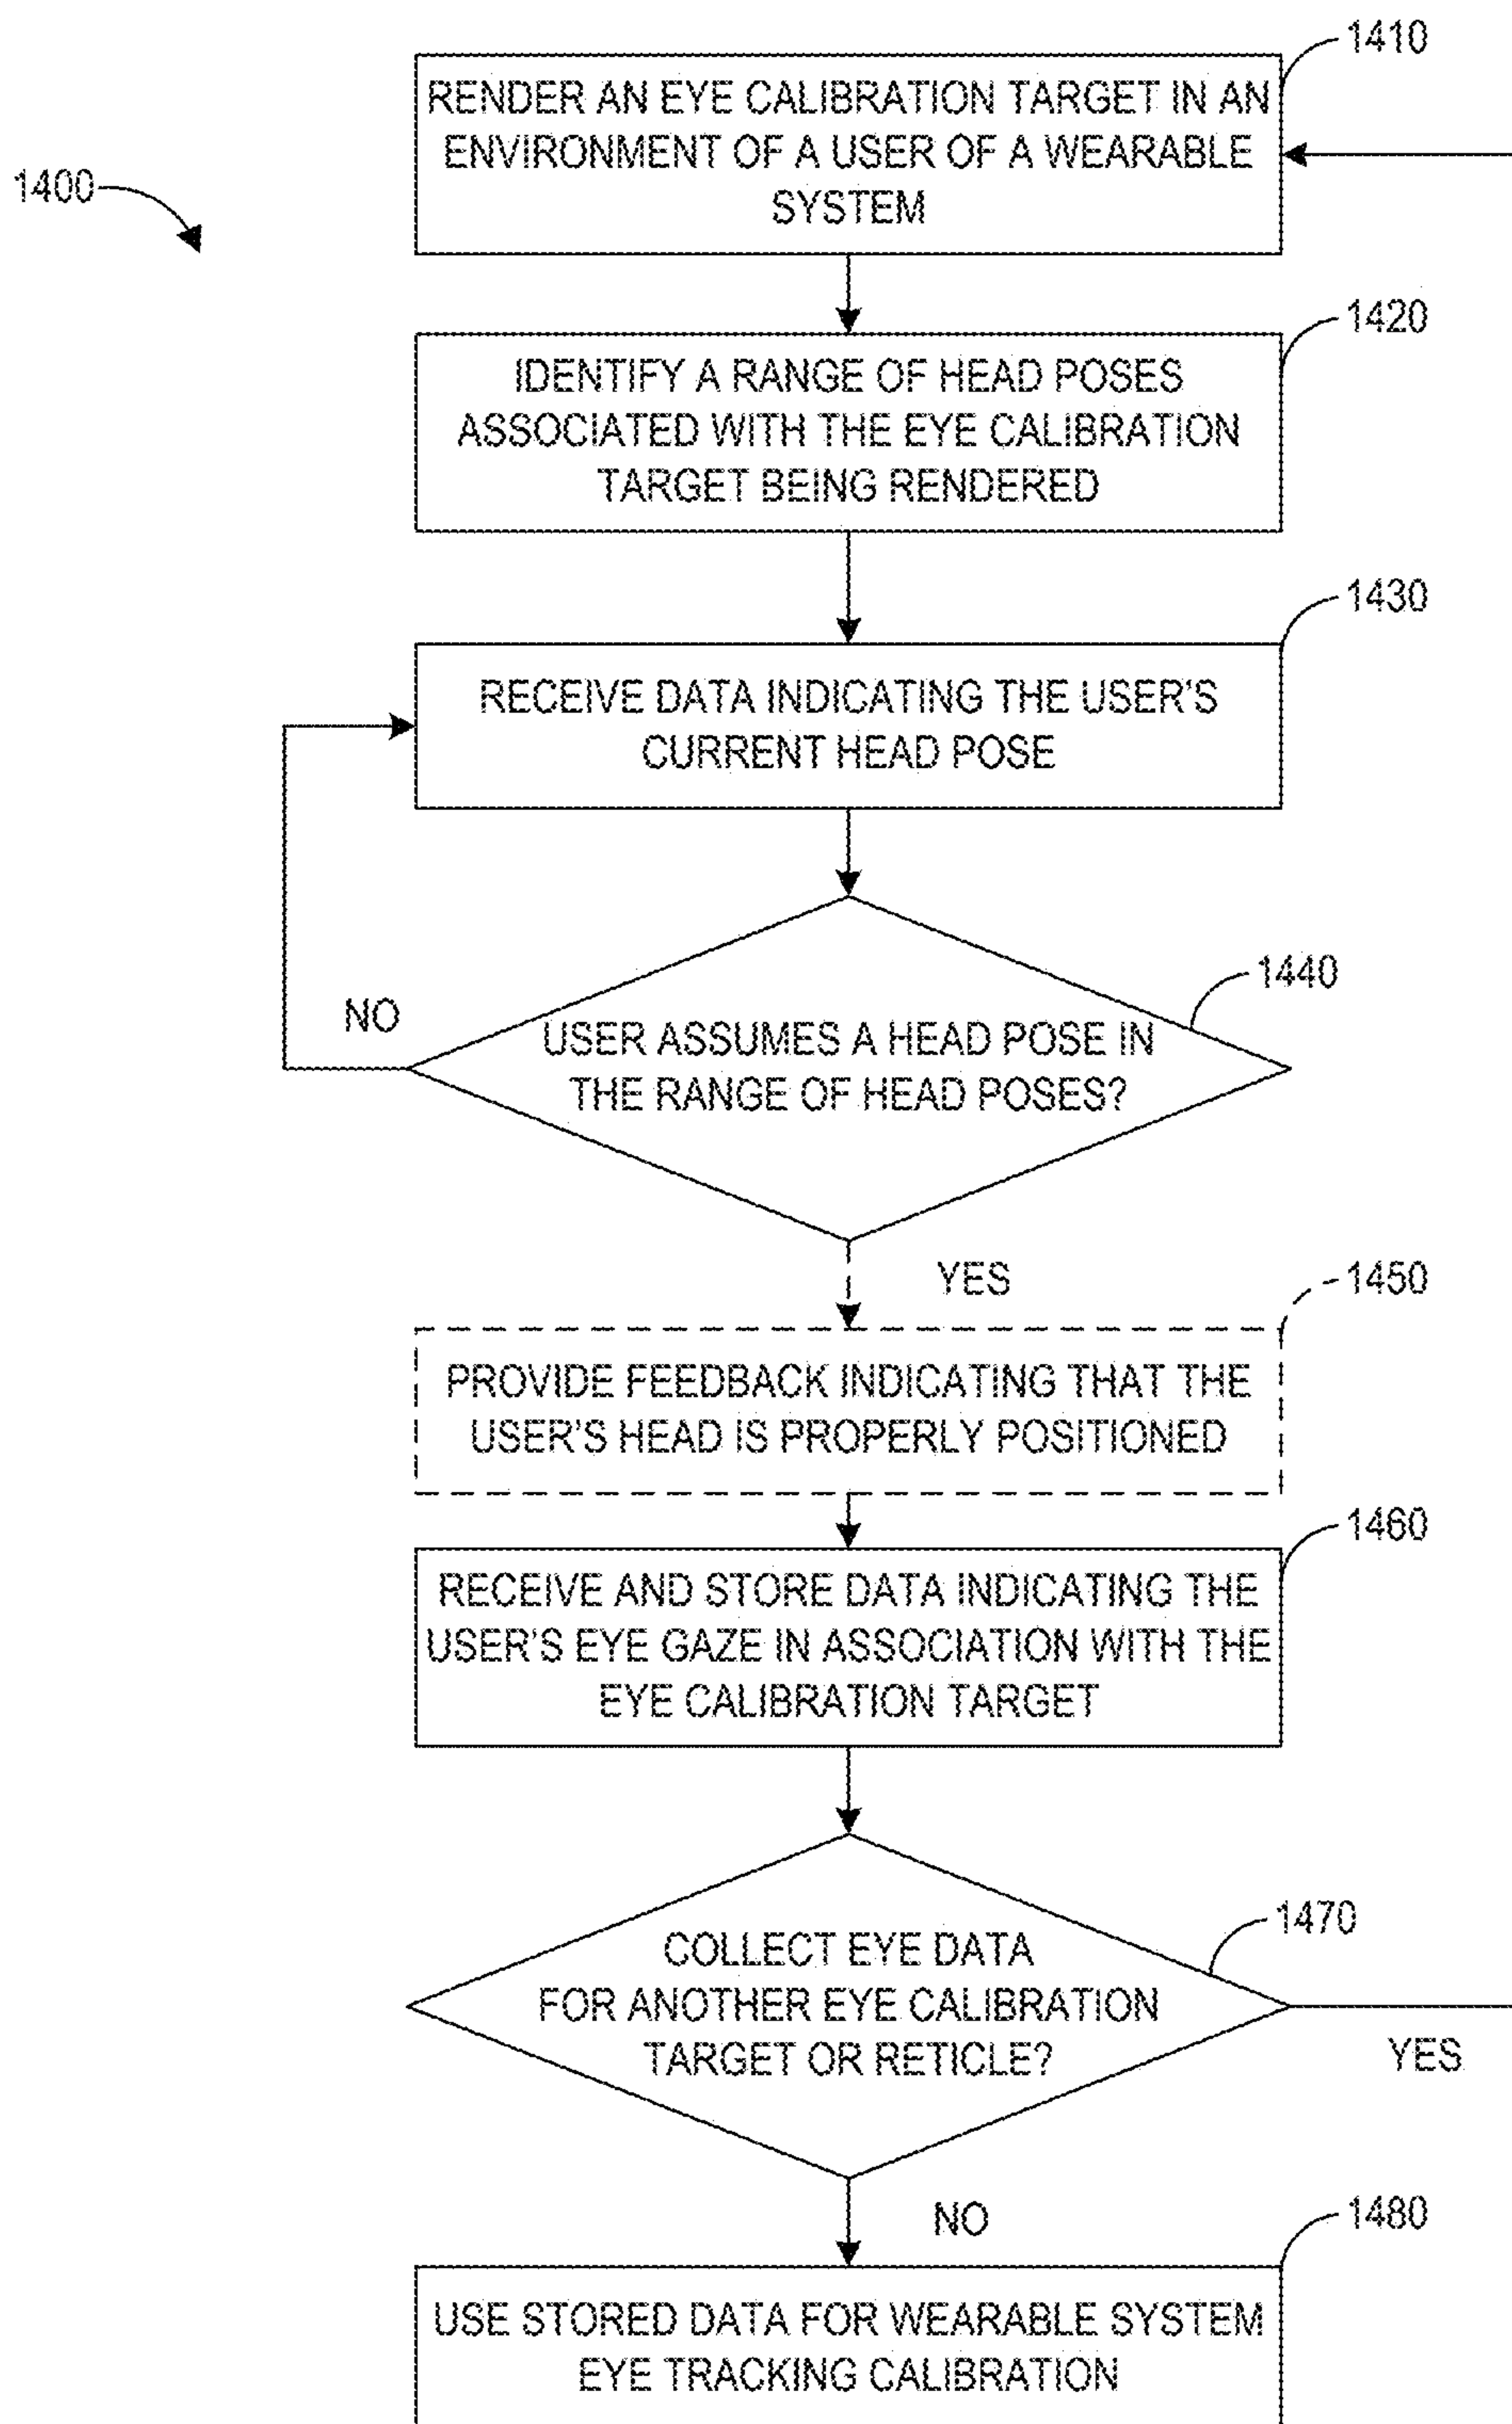 1410
RENDER AN EYE CALIBRATION TARGET IN AN
ENVIRONMENT OF A USER OF A WEARABLE
SYSTEM
1400
1420
IDENTIFY A RANGE OF HEAD POSES
ASSOCIATED WITH THE EYE CALIBRATION
TARGET BEING RENDERED
1430
RECEIVE DATA INDICATING THE USER'S
CURRENT HEAD POSE
1440
NO
USER ASSUMES A HEAD POSE IN
THE RANGE OF HEAD POSES?
YES
1450
PROVIDE FEEDBACK INDICATING THAT THE
USER'S HEAD IS PROPERLY POSITIONED
1460
RECEIVE AND STORE DATA INDICATING THE
USER'S EYE GAZE IN ASSOCIATION WITH THE
EYE CALIBRATION TARGET
1470
COLLECT EYE DATA
FOR ANOTHER EYE CALIBRATION
TARGET OR RETICLE?
YES
NO
1480
USE STORED DATA FOR WEARABLE SYSTEM
EYE TRACKING CALIBRATION